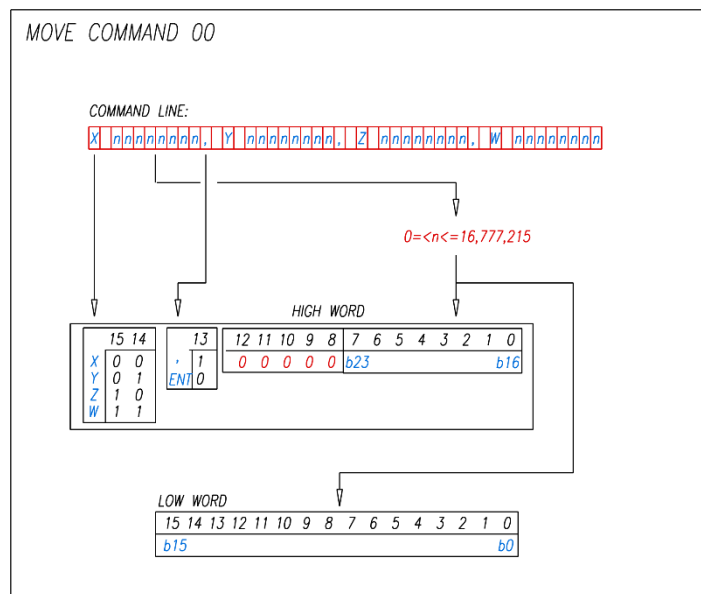 MOVE COMMAND 00
COMMAND LINE:
X nnnnnnnn, Y nnnnnnnn, Z nnnnnnnn, W nnnnnnnn
0=<n<=16,777,215
HIGH WORD
15 14 13 12 11 10 9 8 7 6 5 4 3 2 1 0
X 0 0 , 1 0 0 0 0 0 b23 b16
Y 0 1 ENT 0
Z 1 0
W 1 1
LOW WORD
15 14 13 12 11 10 9 8 7 6 5 4 3 2 1 0
b15 b0